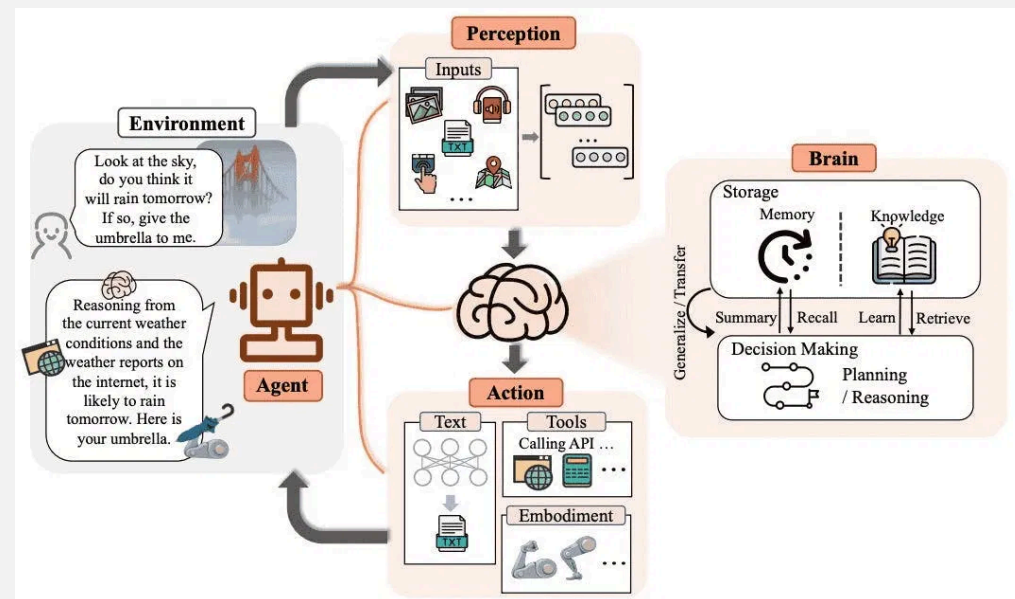 Perception
Inputs
TXT
Environment
Look at the sky,
do you think it
will rain tomorrow?
If so, give the
umbrella to me.
Reasoning from
the current weather
conditions and the
weather reports on
the internet, it is
likely to rain
tomorrow. Here is
your umbrella.
Agent
Brain
Storage
Memory
Knowledge
Generalize / Transfer
Summary
Recall
Learn
Retrieve
Decision Making
Planning
/ Reasoning
Action
Text
TXT
Tools
Calling API ...
Embodiment